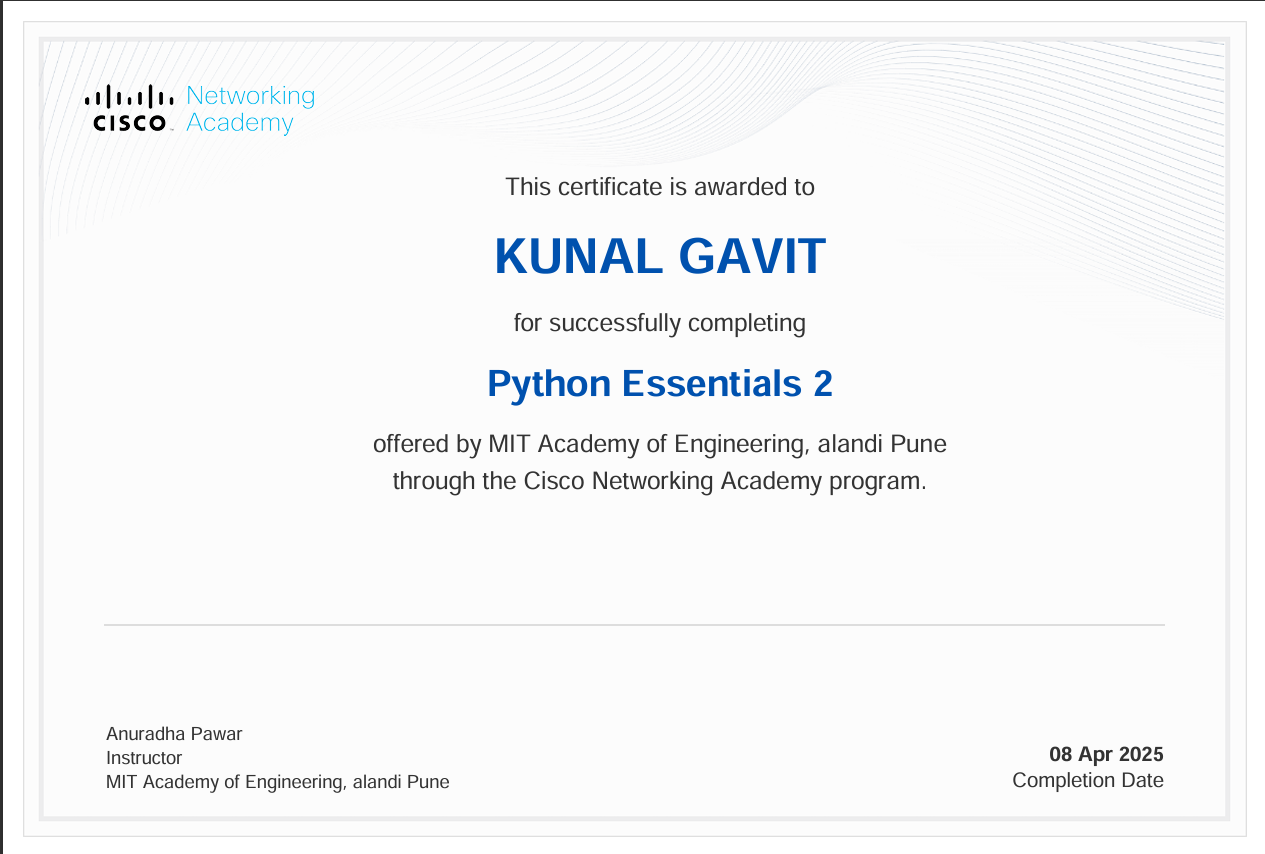 Networking
CISCO Academy
This certificate is awarded to
KUNAL GAVIT
for successfully completing
Python Essentials 2
offered by MIT Academy of Engineering, alandi Pune
through the Cisco Networking Academy program.
Anuradha Pawar
Instructor
MIT Academy of Engineering, alandi Pune
08 Apr 2025
Completion Date